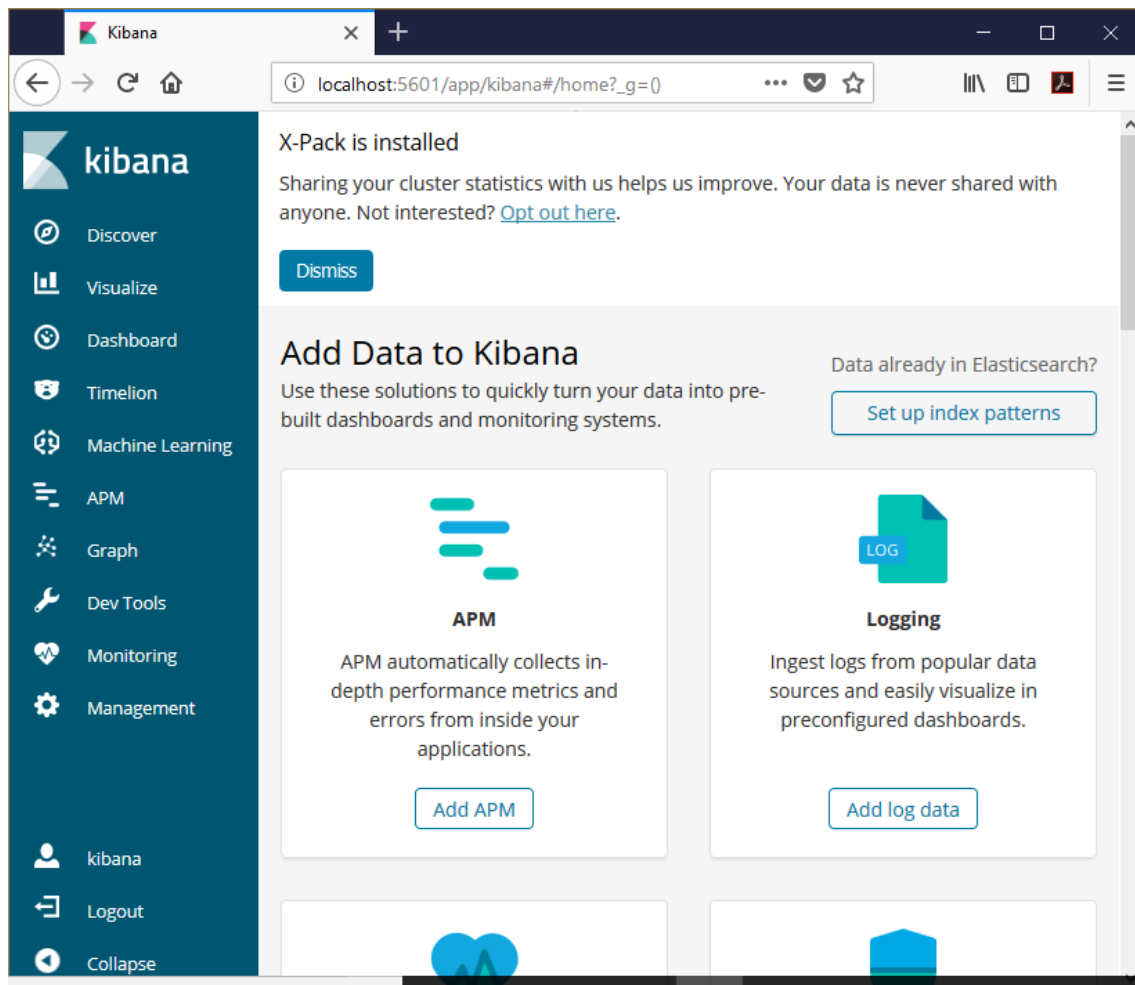 Kibana
localhost:5601/app/kibana#/home?_g=()
kibana
Discover
Visualize
Dashboard
Timelion
Machine Learning
APM
Graph
Dev Tools
Monitoring
Management
kibana
Logout
Collapse
X-Pack is installed
Sharing your cluster statistics with us helps us improve. Your data is never shared with
anyone. Not interested? Opt out here.
Dismiss
Add Data to Kibana
Use these solutions to quickly turn your data into pre-
built dashboards and monitoring systems.
Data already in Elasticsearch?
Set up index patterns
APM
APM automatically collects in-
depth performance metrics and
errors from inside your
applications.
Add APM
LOG
Logging
Ingest logs from popular data
sources and easily visualize in
preconfigured dashboards.
Add log data